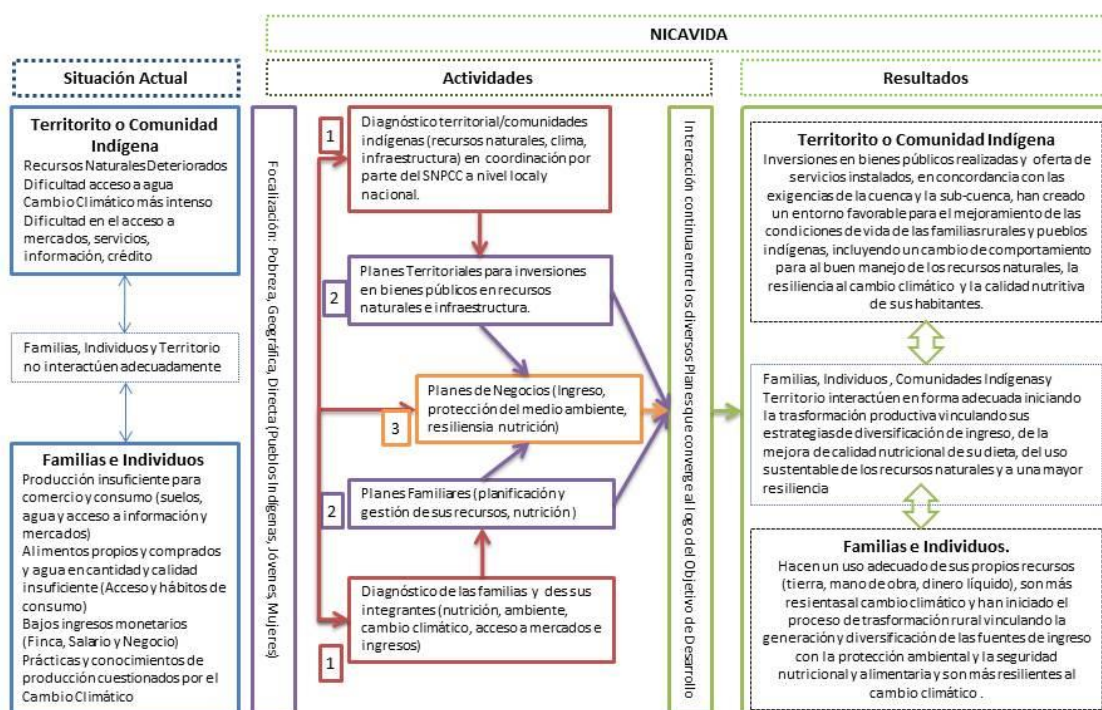 NICAVIDA
Situación Actual
Actividades
Resultados
Territorito o Comunidad
Indígena
Recursos Naturales Deteriorados
Dificultad acceso a agua
Cambio Climático más intenso
Dificultad en el acceso a
mercados, servicios,
información, crédito
Familias, Individuos y Territorio
no interactúen adecuadamente
Familias e Individuos
Producción insuficiente para
comercio y consumo (suelos,
agua y acceso a información y
mercados)
Alimentos propios y comprados
y agua en cantidad y calidad
insuficiente (Acceso y hábitos de
consumo)
Bajos ingresos monetarios
(Finca, Salario y Negocio)
Prácticas y conocimientos de
producción cuestionados por el
Cambio Climático
Focalización: Pobreza, Geográfica, Directa (Pueblos Indígenas, Jóvenes, Mujeres)
1
Diagnóstico territorial/comunidades
indígenas (recursos naturales, clima,
infraestructura) en coordinación por
parte del SNPCC a nivel local y
nacional.
2
Planes Territoriales para inversiones
en bienes públicos en recursos
naturales e infraestructura.
3
Planes de Negocios (Ingreso,
protección del medio ambiente,
resiliensia nutrición)
2
Planes Familiares (planificación y
gestión de sus recursos, nutrición )
1
Diagnóstico de las familias y des sus
integrantes (nutrición, ambiente,
cambio climático, acceso a mercados e
ingresos)
Interacción continua entre los diversos Planes que converge al logo del Objetivo de Desarrollo
Territorito o Comunidad Indígena
Inversiones en bienes públicos realizadas y oferta de
servicios instalados, en concordancia con las
exigencias de la cuenca y la sub-cuenca, han creado
un entorno favorable para el mejoramiento de las
condiciones de vida de las familias rurales y pueblos
indígenas, incluyendo un cambio de comportamiento
para al buen manejo de los recursos naturales, la
resiliencia al cambio climático y la calidad nutritiva
de sus habitantes.
Familias, Individuos , Comunidades Indígenas y
Territorio interactúen en forma adecuada iniciando
la trasformación productiva vinculando sus
estrategias de diversificación de ingreso, de la
mejora de calidad nutricional de su dieta, del uso
sustentable de los recursos naturales y a una mayor
resiliencia
Familias e Individuos.
Hacen un uso adecuado de sus propios recursos
(tierra, mano de obra, dinero líquido), son más
resientas al cambio climático y han iniciado el
proceso de trasformación rural vinculando la
generación y diversificación de las fuentes de ingreso
con la protección ambiental y la seguridad
nutricional y alimentaria y son más resilientes al
cambio climático .